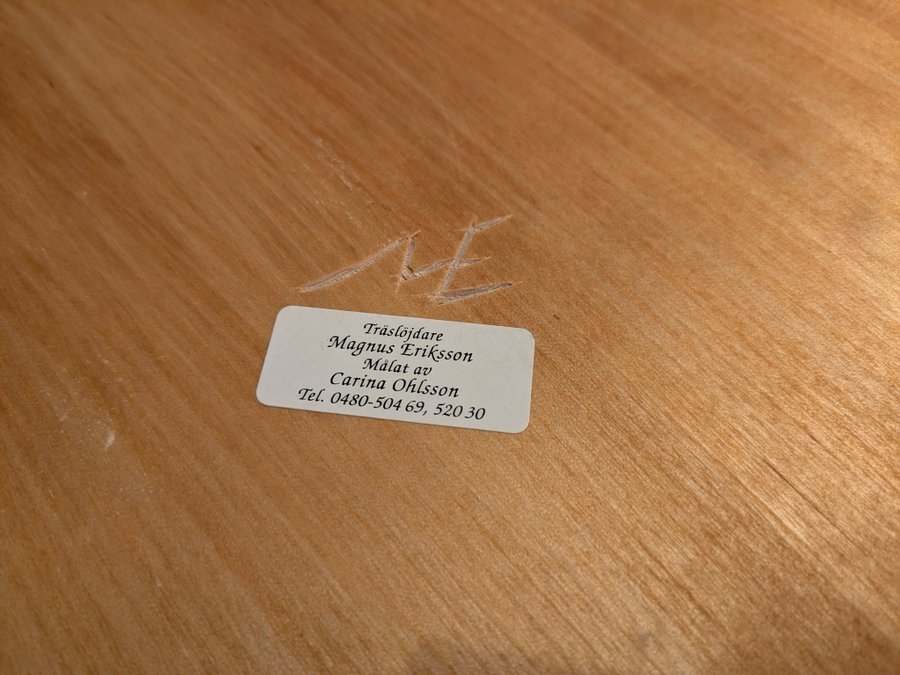 ME
Träslöjdare
Magnus Eriksson
Målat av
Carina Ohlsson
Tel. 0480-504 69, 520 30